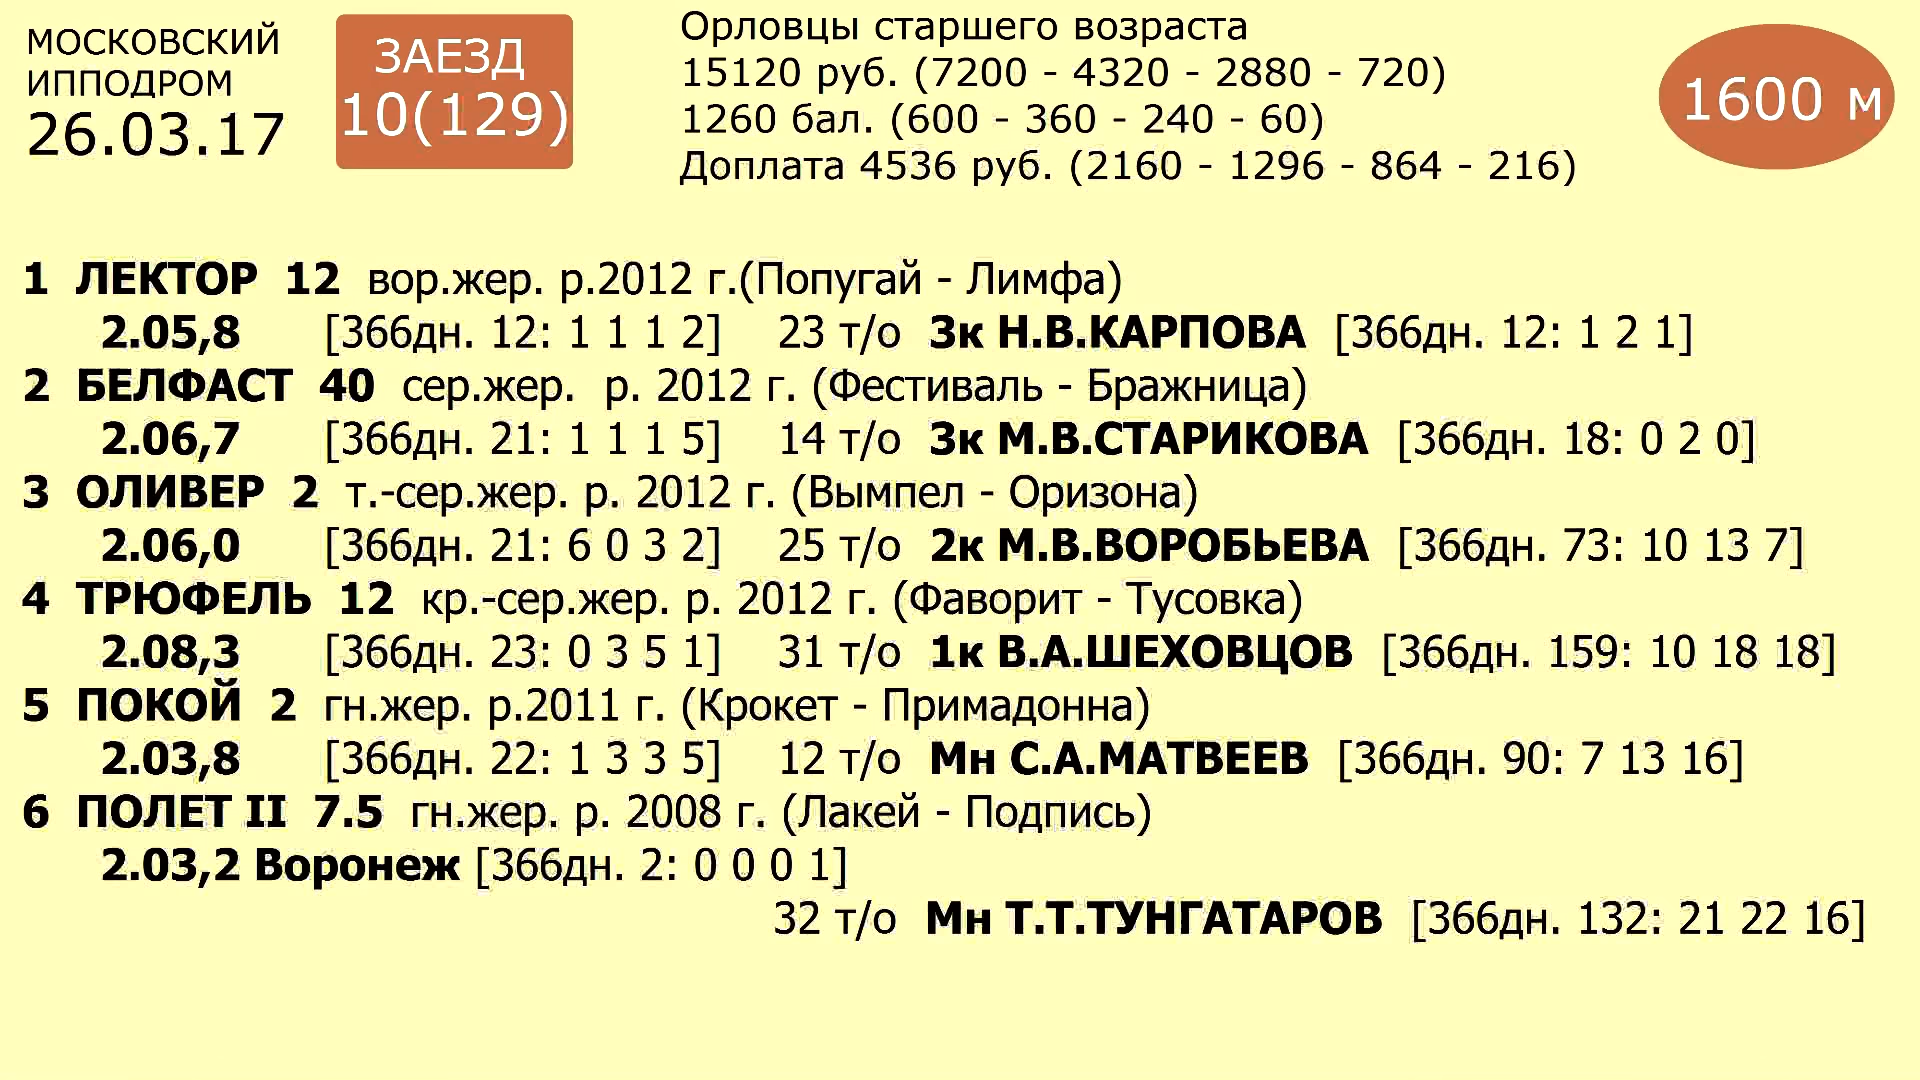 МОСКОВСКИЙ
ИППОДРОМ
26.03.17
ЗАЕЗД
10(129)
Орловцы старшего возраста
15120 руб. (7200 - 4320 - 2880 - 720)
1260 бал. (600 - 360 - 240 - 60)
Доплата 4536 руб. (2160 - 1296 - 864 - 216)
1600 м
1 ЛЕКТОР 12 вор.жер. р.2012 г.(Попугай - Лимфа)
2.05,8 [366дн. 12: 1 1 1 2] 23 т/о 3к Н.В.КАРПОВА [366дн. 12: 1 2 1]
2 БЕЛФАСТ 40 сер.жер. р. 2012 г. (Фестиваль - Бражница)
2.06,7 [366дн. 21: 1 1 1 5] 14 т/о 3к М.В.СТАРИКОВА [366дн. 18: 0 2 0]
3 ОЛИВЕР 2 т.-сер.жер. р. 2012 г. (Вымпел - Оризона)
2.06,0 [366дн. 21: 6 0 3 2] 25 т/о 2к М.В.ВОРОБЬЕВА [366дн. 73: 10 13 7]
4 ТРЮФЕЛЬ 12 кр.-сер.жер. р. 2012 г. (Фаворит - Тусовка)
2.08,3 [366дн. 23: 0 3 5 1] 31 т/о 1к В.А.ШЕХОВЦОВ [366дн. 159: 10 18 18]
5 ПОКОЙ 2 гн.жер. р.2011 г. (Крокет - Примадонна)
2.03,8 [366дн. 22: 1 3 3 5] 12 т/о Мн С.А.МАТВЕЕВ [366дн. 90: 7 13 16]
6 ПОЛЕТ II 7.5 гн.жер. р. 2008 г. (Лакей - Подпись)
2.03,2 Воронеж [366дн. 2: 0 0 0 1]
32 т/о Мн Т.Т.ТУНГАТАРОВ [366дн. 132: 21 22 16]